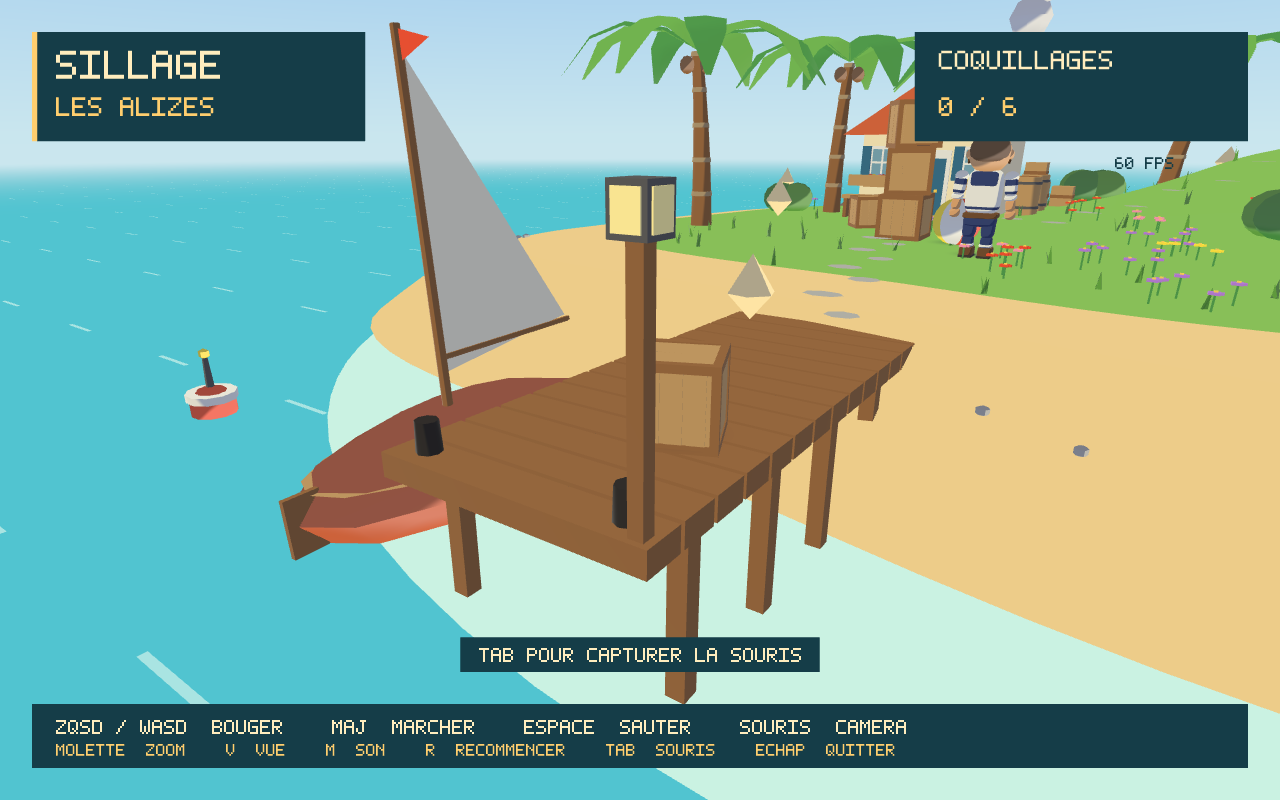 SILLAGE
LES ALIZES
COQUILLAGES
0 / 6
60 FPS
TAB POUR CAPTURER LA SOURIS
ZQSD / WASD BOUGER MAJ MARCHER ESPACE SAUTER SOURIS CAMERA
MOLETTE ZOOM V VUE M SON R RECOMMENCER TAB SOURIS ECHAP QUITTER